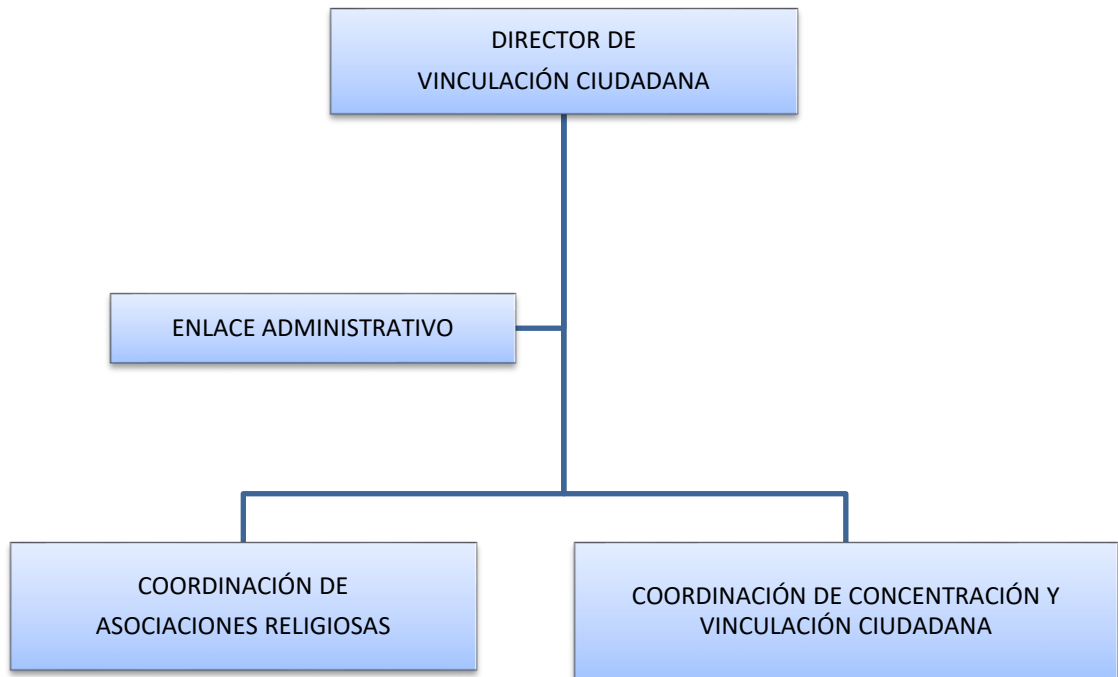 DIRECTOR DE
VINCULACIÓN CIUDADANA
ENLACE ADMINISTRATIVO
COORDINACIÓN DE
ASOCIACIONES RELIGIOSAS
COORDINACIÓN DE CONCENTRACIÓN Y
VINCULACIÓN CIUDADANA